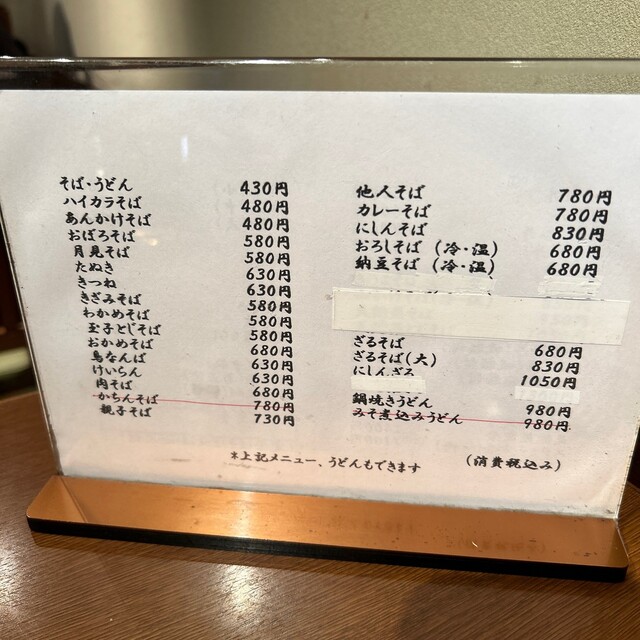 そば・うどん 430円
ハイカラそば 480円
あんかけそば 480円
おぼろそば 580円
月見そば 580円
たぬき 630円
きつね 630円
きざみそば 580円
わかめそば 580円
玉子とじそば 580円
おかめそば 680円
鳥なんば 630円
けいらん 630円
肉そば 680円
かちんそば 780円
親子そば 730円
他人そば 780円
カレーそば 780円
にしんそば 830円
おろしそば（冷・温） 680円
納豆そば（冷・温） 680円
ざるそば 680円
ざるそば(大) 830円
にしんざる 1050円
鍋焼きうどん 980円
みそ煮込みうどん 980円
*上記メニュー、うどんもできます
（消費税込み）